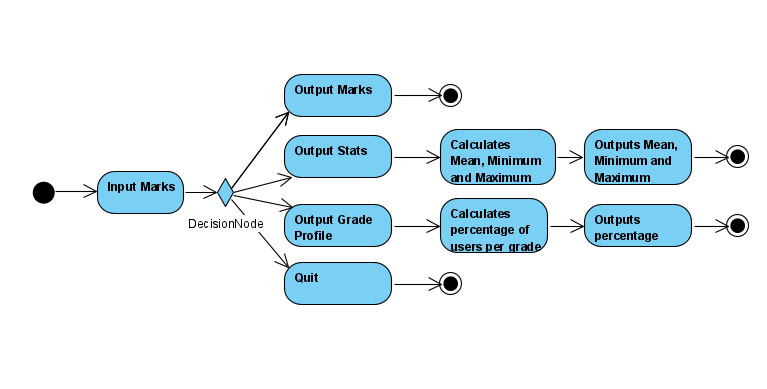 Output Marks
Output Stats
Calculates
Mean, Minimum
and Maximum
Outputs Mean,
Minimum and
Maximum
Input Marks
DecisionNode
Output Grade
Profile
Calculates
percentage of
users per grade
Outputs
percentage
Quit